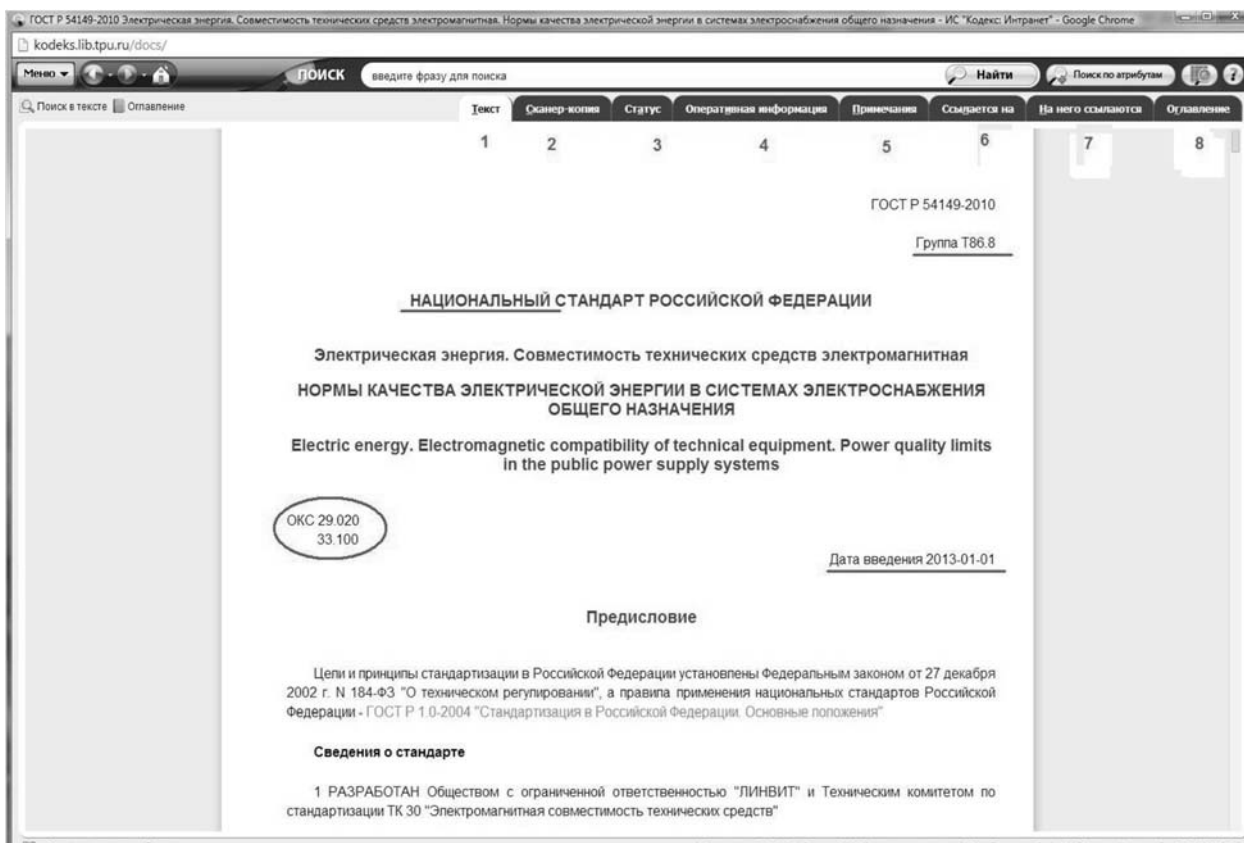 ГОСТ Р 54149-2010 Электрическая энергия. Совместимость технических средств электромагнитная. Нормы качества электрической энергии в системах электроснабжения общего назначения - ИС "Кодекс: Интранет" - Google Chrome
kodeks.lib.tpu.ru/docs/
Меню ПОИСК введите фразу для поиска Найти Поиск по атрибутам ?
Поиск в тексте Оглавление Текст Сканер-копия Статус Оперативная информация Примечания Ссылается на На него ссылаются Оглавление
1 2 3 4 5 6 7 8
ГОСТ Р 54149-2010
Группа Т86.8
НАЦИОНАЛЬНЫЙ СТАНДАРТ РОССИЙСКОЙ ФЕДЕРАЦИИ
Электрическая энергия. Совместимость технических средств электромагнитная
НОРМЫ КАЧЕСТВА ЭЛЕКТРИЧЕСКОЙ ЭНЕРГИИ В СИСТЕМАХ ЭЛЕКТРОСНАБЖЕНИЯ
ОБЩЕГО НАЗНАЧЕНИЯ
Electric energy. Electromagnetic compatibility of technical equipment. Power quality limits
in the public power supply systems
ОКС 29.020
33.100
Дата введения 2013-01-01
Предисловие
Цели и принципы стандартизации в Российской Федерации установлены Федеральным законом от 27 декабря
2002 г. N 184-ФЗ "О техническом регулировании", а правила применения национальных стандартов Российской
Федерации - ГОСТ Р 1.0-2004 "Стандартизация в Российской Федерации. Основные положения"
Сведения о стандарте
1 РАЗРАБОТАН Обществом с ограниченной ответственностью "ЛИНВИТ" и Техническим комитетом по
стандартизации ТК 30 "Электромагнитная совместимость технических средств"